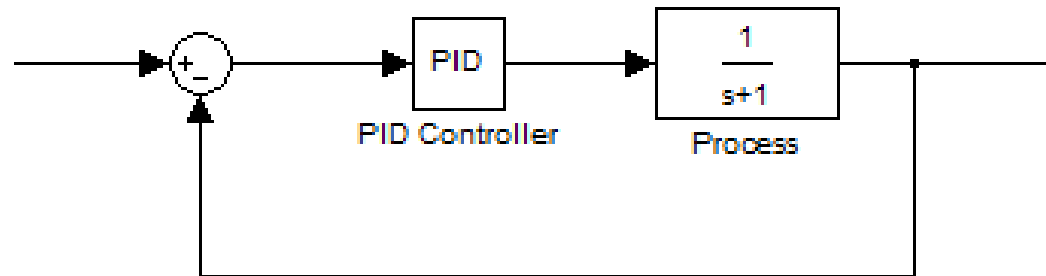 +
−
PID
PID Controller
1
s+1
Process